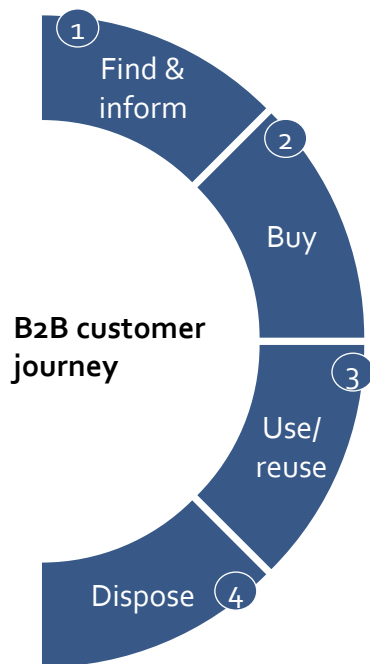 1
Find &
inform
2
Buy
B2B customer
journey
3
Use/
reuse
Dispose
4